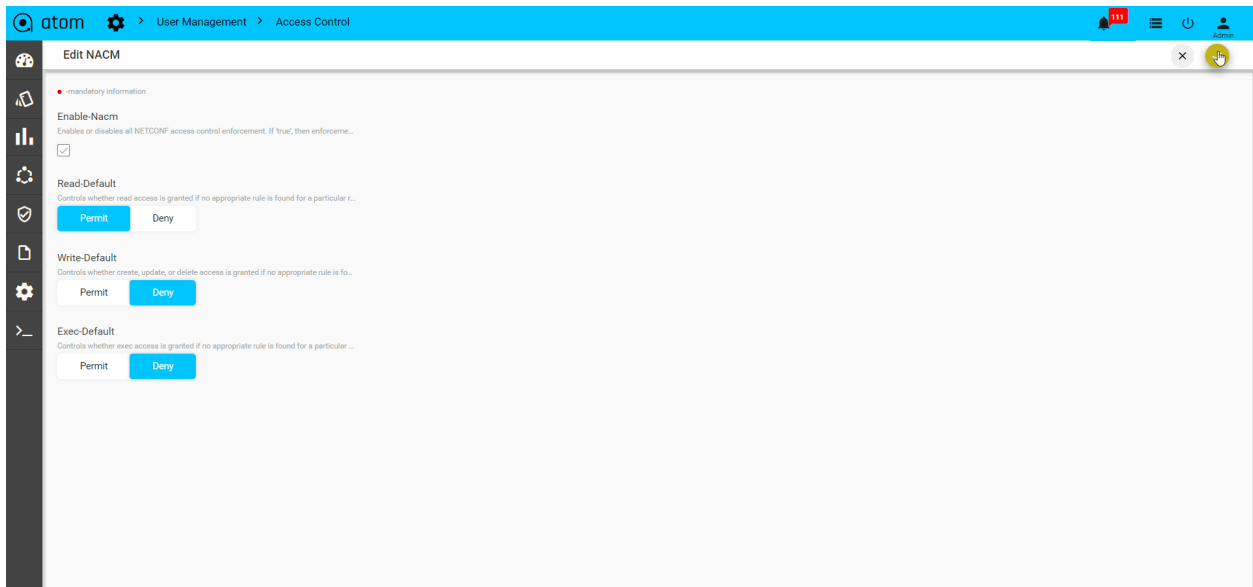 atom > User Management > Access Control
111
Admin
Edit NACM
-mandatory information
Enable-Nacm
Enables or disables all NETCONF access control enforcement. If 'true', then enforceme...
Read-Default
Controls whether read access is granted if no appropriate rule is found for a particular r...
Permit Deny
Write-Default
Controls whether create, update, or delete access is granted if no appropriate rule is fo...
Permit Deny
Exec-Default
Controls whether exec access is granted if no appropriate rule is found for a particular ...
Permit Deny